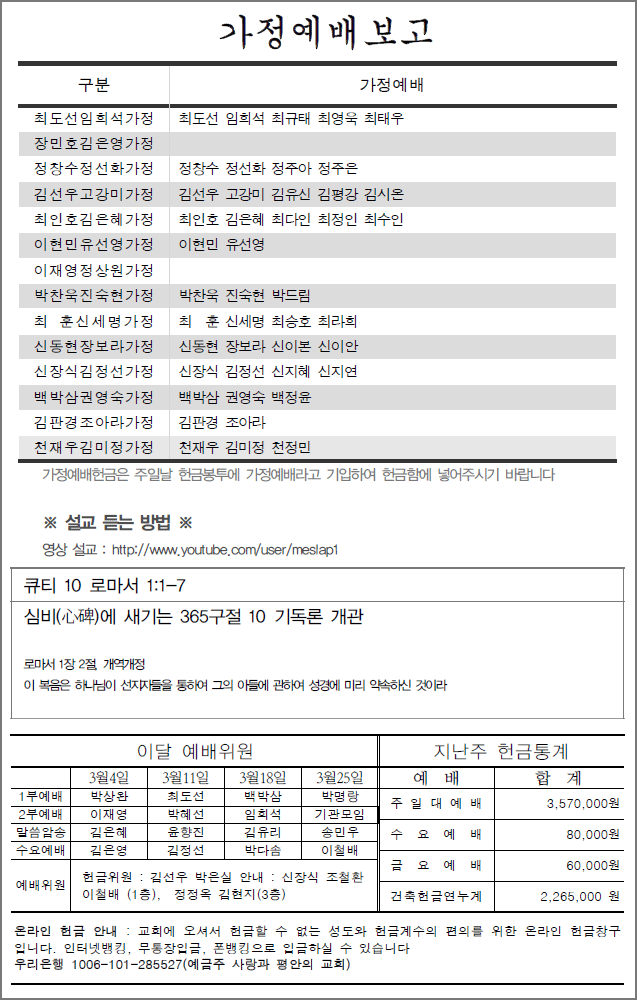 가정예배보고
구분 가정예배
최도선임희석가정 최도선 임희석 최규태 최영욱 최태우
장민호김은영가정
정창수정선화가정 정창수 정선화 정주아 정주은
김선우고강미가정 김선우 고강미 김유신 김평강 김시온
최인호김은혜가정 최인호 김은혜 최다인 최정인 최수인
이현민유선영가정 이현민 유선영
이재영정상원가정
박찬욱진숙현가정 박찬욱 진숙현 박드림
최 훈신세명가정 최 훈 신세명 최승호 최라희
신동현장보라가정 신동현 장보라 신이본 신이안
신장식김정선가정 신장식 김정선 신지혜 신지연
백박삼권영숙가정 백박삼 권영숙 백정윤
김판경조아라가정 김판경 조아라
천재우김미정가정 천재우 김미정 천정민
가정예배헌금은 주일날 헌금봉투에 가정예배라고 기입하여 헌금함에 넣어주시기 바랍니다
※ 설교 듣는 방법 ※
영상 설교 : http://www.youtube.com/user/meslap1
큐티 10 로마서 1:1-7
심비(心碑)에 새기는 365구절 10 기독론 개관
로마서 1장 2절, 개역개정
이 복음은 하나님이 선지자들을 통하여 그의 아들에 관하여 성경에 미리 약속하신 것이라
이달 예배위원
3월4일 3월11일 3월18일 3월25일
1부예배 박상완 최도선 백박삼 박명랑
2부예배 이재영 박혜선 임희석 기관모임
말씀암송 김은혜 윤향진 김유리 송민우
수요예배 김은영 김정선 박다솜 이철배
예배위원 헌금위원 : 김선우 박은실 안내 : 신장식 조철환
이철배 (1층), 정정옥 김현지(3층)
지난주 헌금통계
예 배 합 계
주 일 대 예 배 3,570,000원
수 요 예 배 80,000원
금 요 예 배 60,000원
건축헌금연누계 2,265,000 원
온라인 헌금 안내 : 교회에 오셔서 헌금할 수 없는 성도와 헌금계수의 편의를 위한 온라인 헌금창구
입니다. 인터넷뱅킹, 무통장입금, 폰뱅킹으로 입금하실 수 있습니다
우리은행 1006-101-285527(예금주 사랑과 평안의 교회)